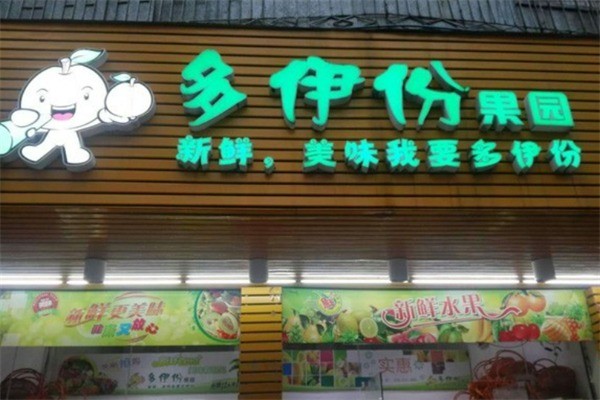 多伊份果园
新鲜，美味我要多伊份
新鲜更美味
新鲜水果
多伊份
实惠